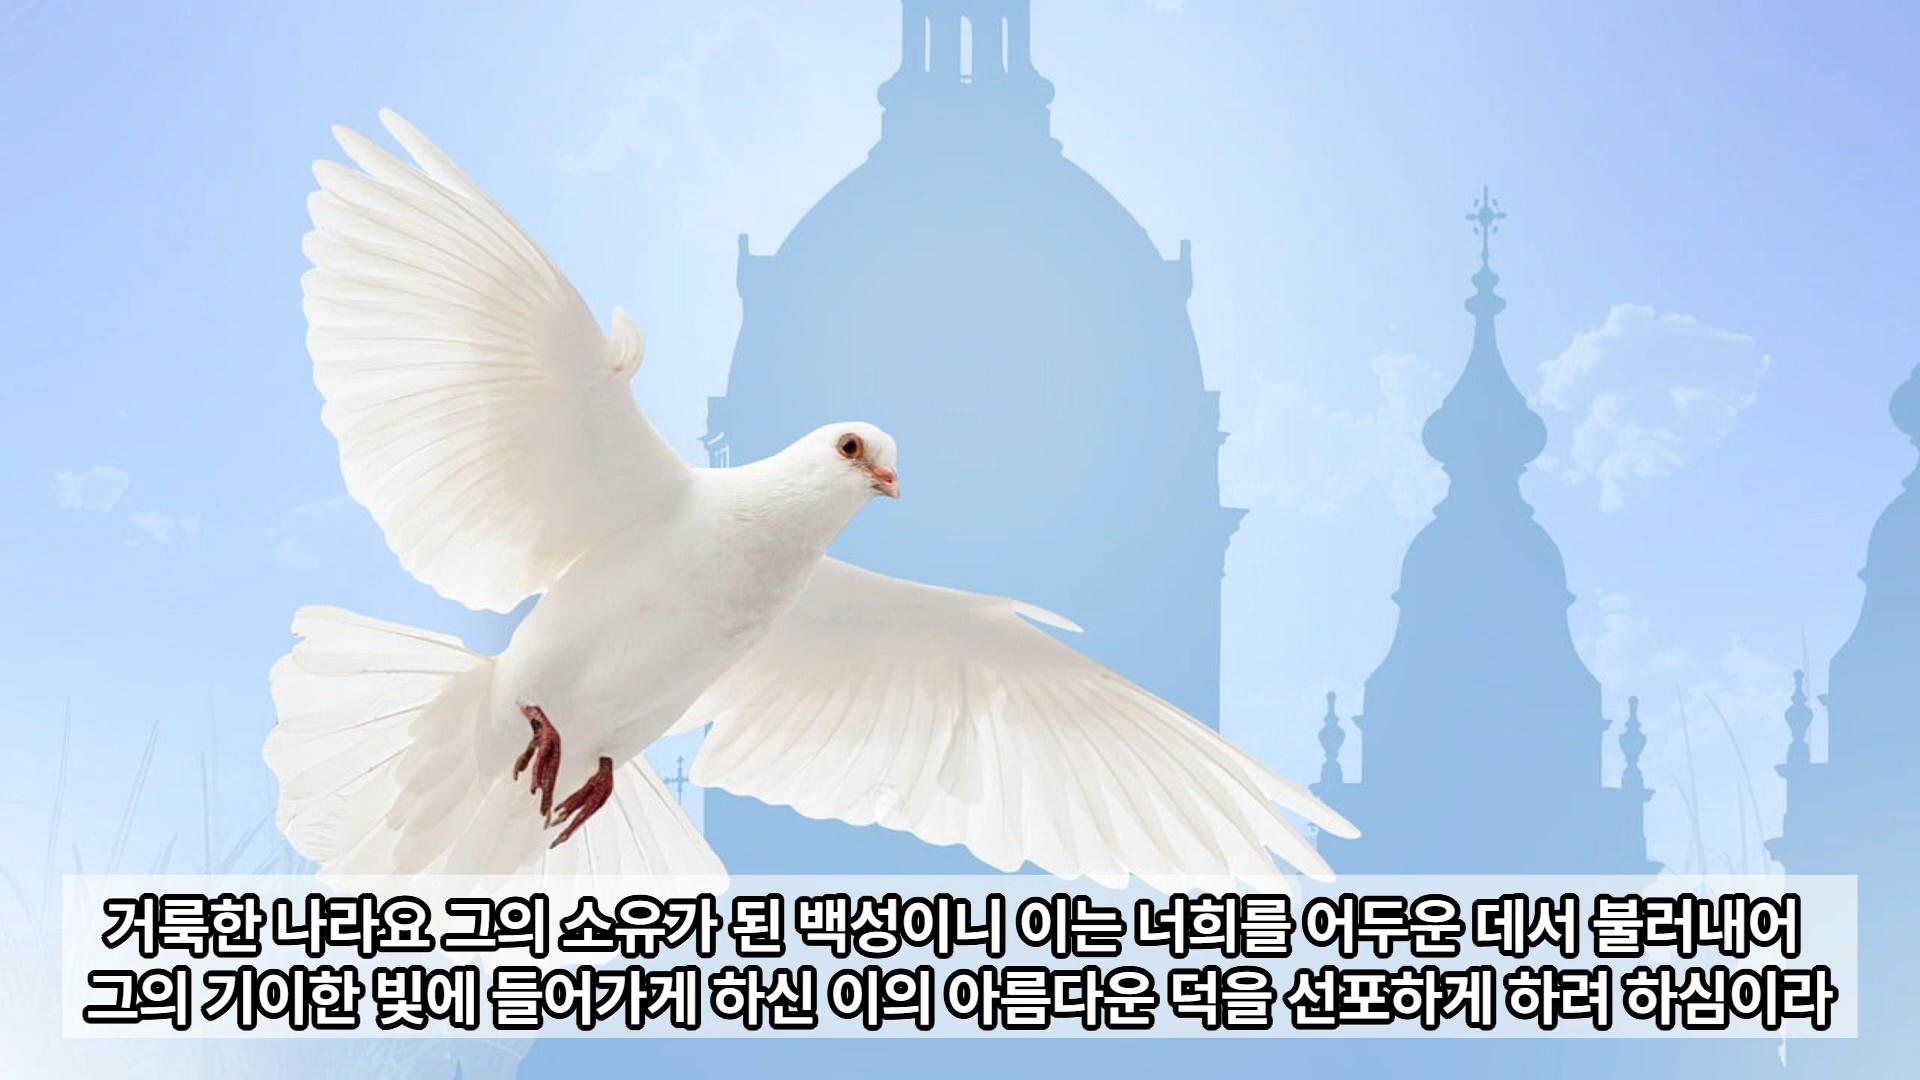 거룩한 나라요 그의 소유가 된 백성이니 이는 너희를 어두운 데서 불러내어
그의 기이한 빛에 들어가게 하신 이의 아름다운 덕을 선포하게 하려 하심이라